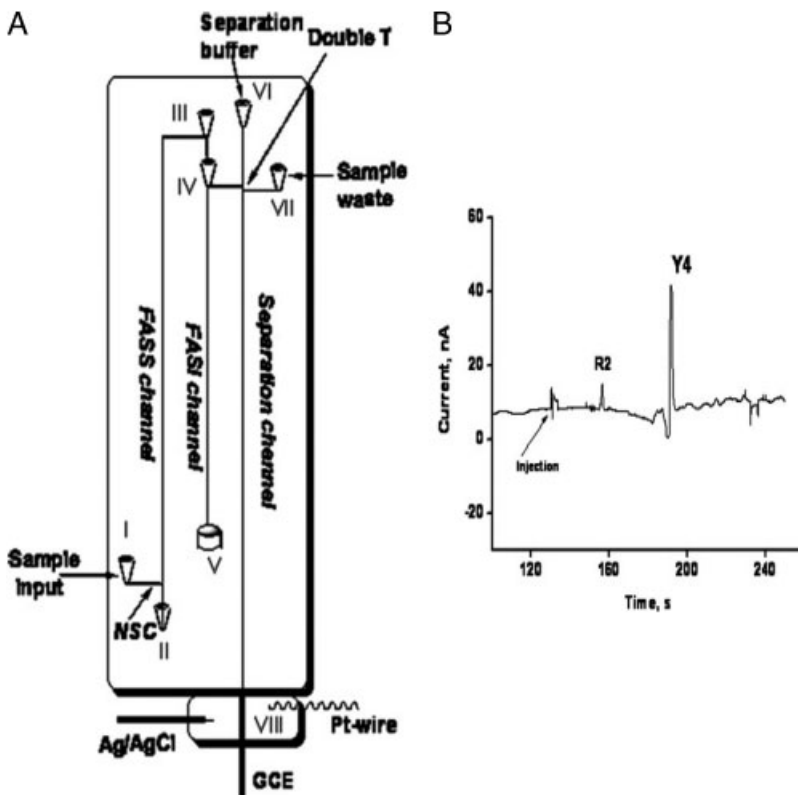 A
Separation
buffer
Double T
VI
III
IV
Sample
waste
VII
FASS channel
FASI channel
Separation channel
I
V
Sample
Input
NSC
II
Ag/AgCl
VIII
Pt-wire
GCE
B
60
40
20
0
-20
Current, nA
Y4
R2
Injection
120
160
200
240
Time, s